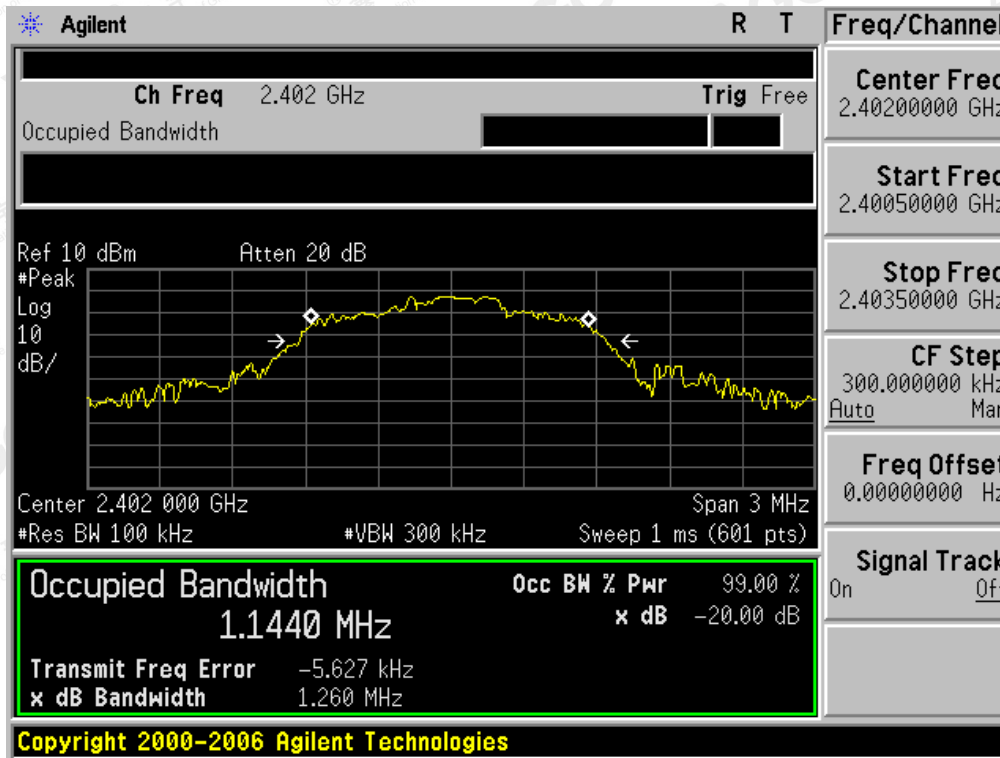 Agilent R T Freq/Channel
Ch Freq 2.402 GHz Trig Free
Occupied Bandwidth
Center Freq
2.40200000 GHz
Start Freq
2.40050000 GHz
Stop Freq
2.40350000 GHz
CF Step
300.000000 kHz
Auto Man
Freq Offset
0.00000000 Hz
Signal Track
On Off
Ref 10 dBm Atten 20 dB
#Peak
Log
10
dB/
Center 2.402 000 GHz Span 3 MHz
#Res BW 100 kHz #VBW 300 kHz Sweep 1 ms (601 pts)
Occupied Bandwidth Occ BW % Pwr 99.00 %
1.1440 MHz x dB -20.00 dB
Transmit Freq Error -5.627 kHz
x dB Bandwidth 1.260 MHz
Copyright 2000-2006 Agilent Technologies